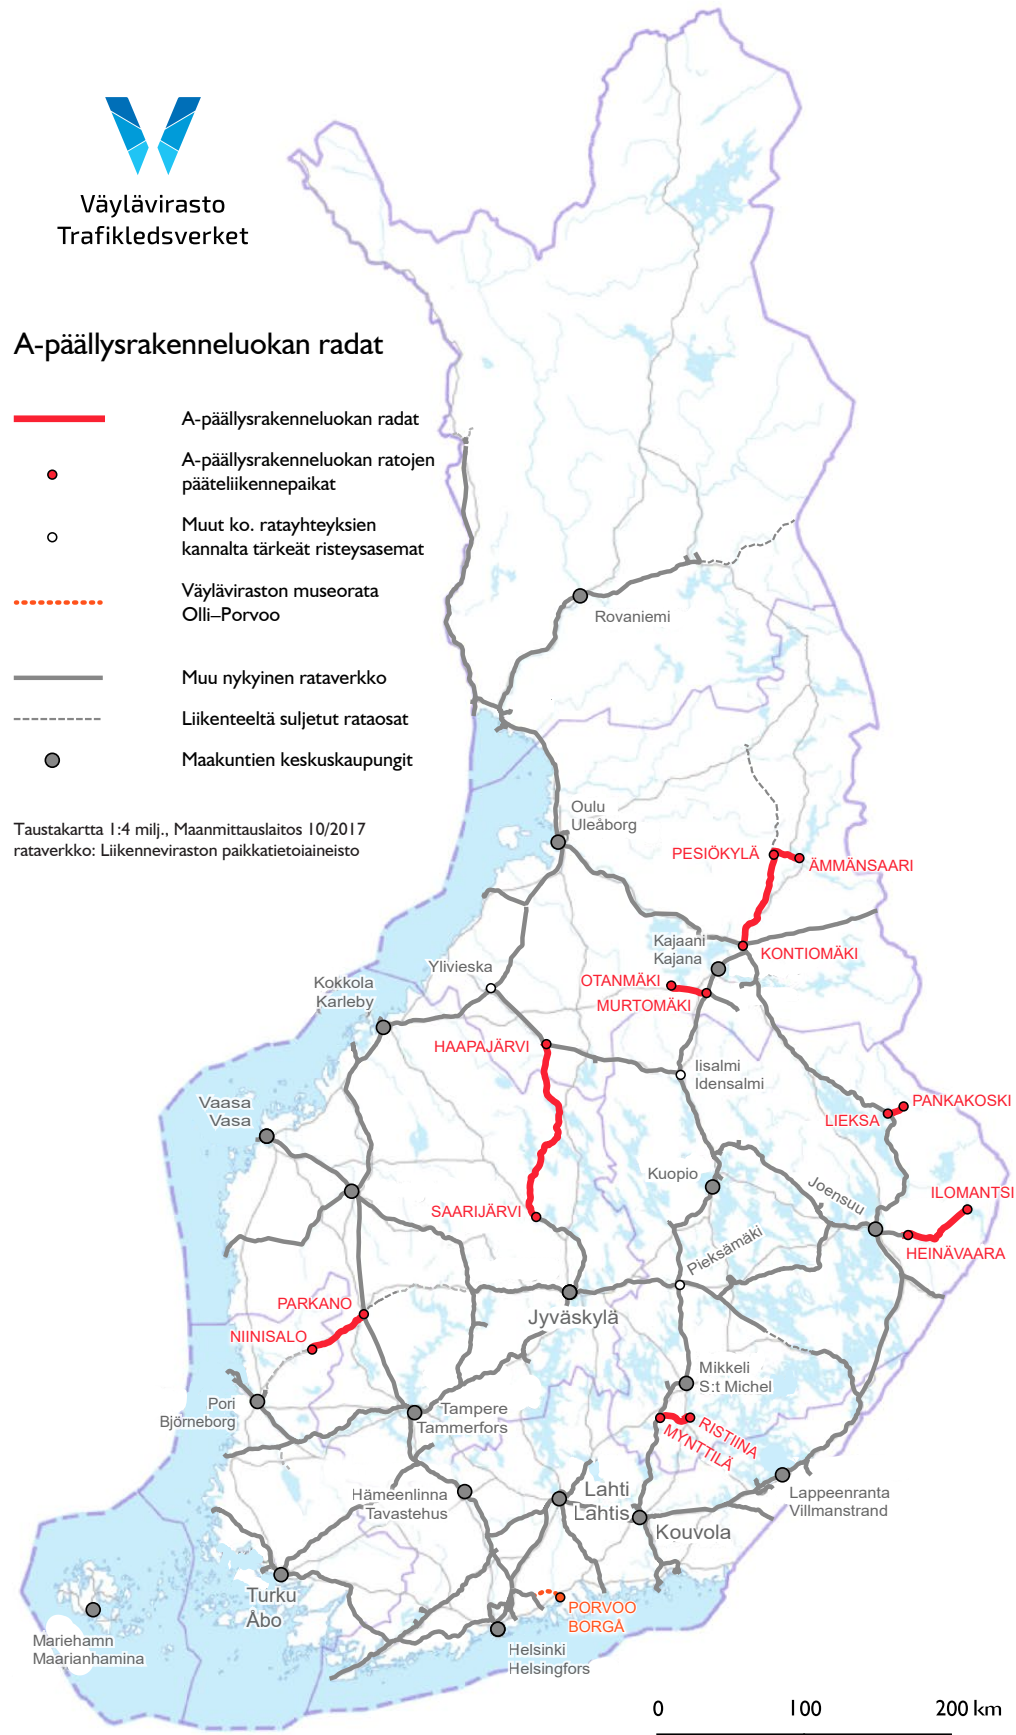 Väylävirasto
Trafikledsverket
A-päällysrakenneluokan radat
A-päällysrakenneluokan radat
A-päällysrakenneluokan ratojen
pääteliikennepaikat
Muut ko. ratayhteyksien
kannalta tärkeät risteysasemat
Väyläviraston museorata
Olli–Porvoo
Muu nykyinen rataverkko
Liikenteeltä suljetut rataosat
Maakuntien keskuskaupungit
Taustakartta 1:4 milj., Maanmittauslaitos 10/2017
rataverkko: Liikenneviraston paikkatietoiaineisto
Rovaniemi
Oulu
Uleåborg
PESIÖKYLÄ
ÄMMÄNSAARI
Kajaani
Kajana
KONTIOMÄKI
Ylivieska
OTANMÄKI
MURTOMÄKI
Kokkola
Karleby
HAAPAJÄRVI
Iisalmi
Idensalmi
Vaasa
Vasa
PANKAKOSKI
LIEKSA
Kuopio
Joensuu
ILOMANTSI
SAARIJÄRVI
HEINÄVAARA
Pieksämäki
PARKANO
Jyväskylä
NIINISALO
Mikkeli
S:t Michel
Pori
Björneborg
Tampere
Tammerfors
RISTIINA
MYNTTILÄ
Hämeenlinna
Tavastehus
Lahti
Lahtis
Lappeenranta
Villmanstrand
Kouvola
Turku
Åbo
PORVOO
BORGÅ
Mariehamn
Maarianhamina
Helsinki
Helsingfors
0 100 200 km